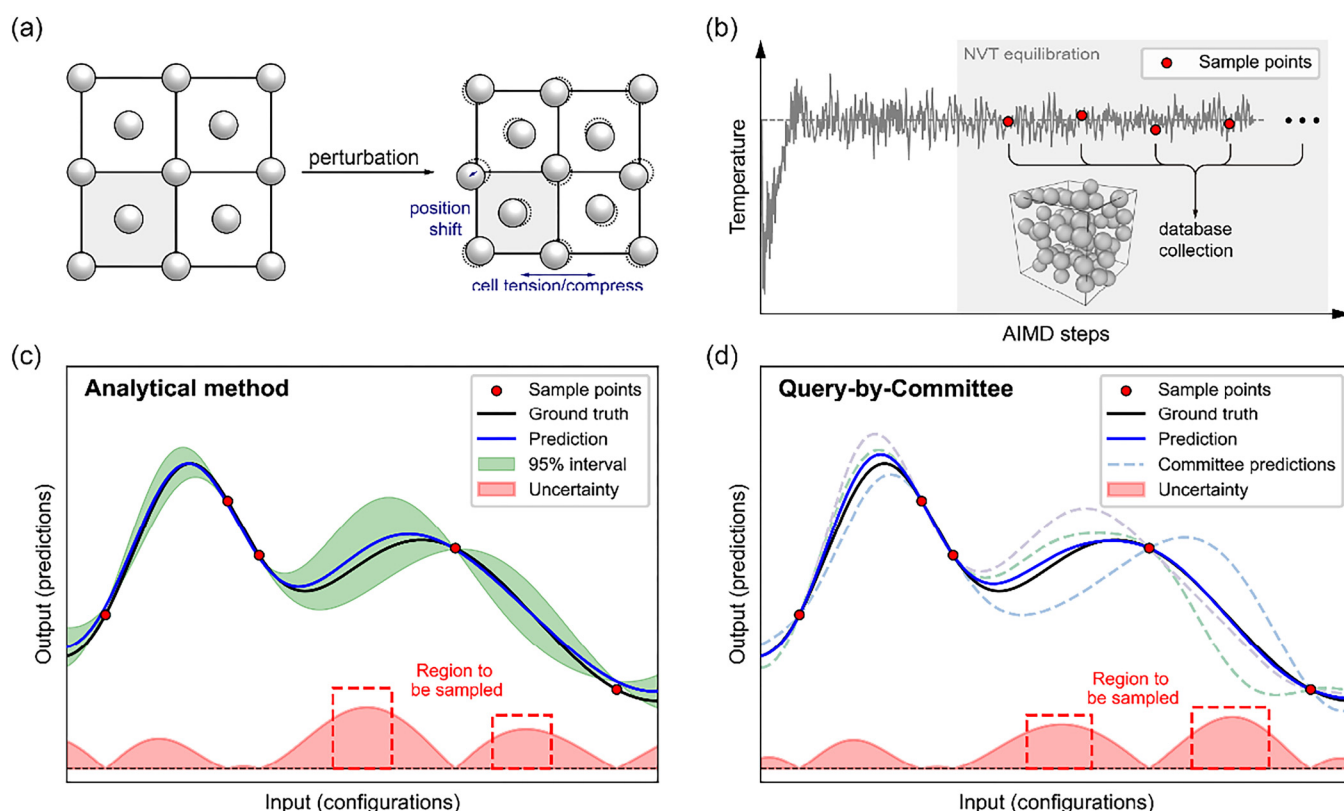 (a)
perturbation
position
shift
cell tension/compress
(b)
NVT equilibration
Sample points
Temperature
database
collection
AIMD steps
(c)
Analytical method
Sample points
Ground truth
Prediction
95% interval
Uncertainty
Region to
be sampled
Output (predictions)
Input (configurations)
(d)
Query-by-Committee
Sample points
Ground truth
Prediction
Committee predictions
Uncertainty
Region to
be sampled
Output (predictions)
Input (configurations)